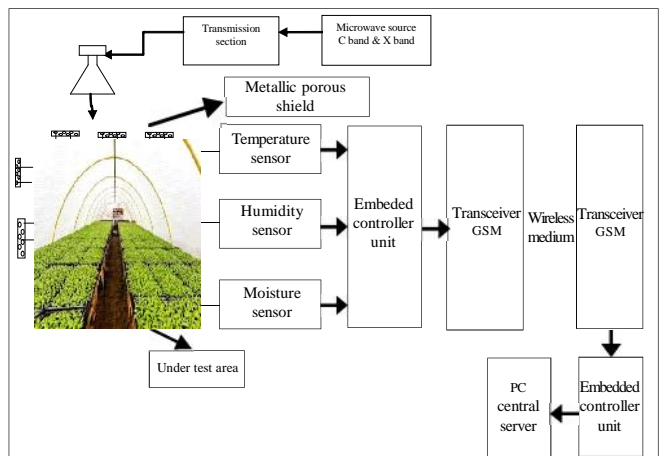 Transmission
section
Microwave source
C band & X band
Metallic porous
shield
Temperature
sensor
Humidity
sensor
Moisture
sensor
Embeded
controller
unit
Transceiver
GSM
Wireless
medium
Transceiver
GSM
Under test area
PC
central
server
Embedded
controller
unit